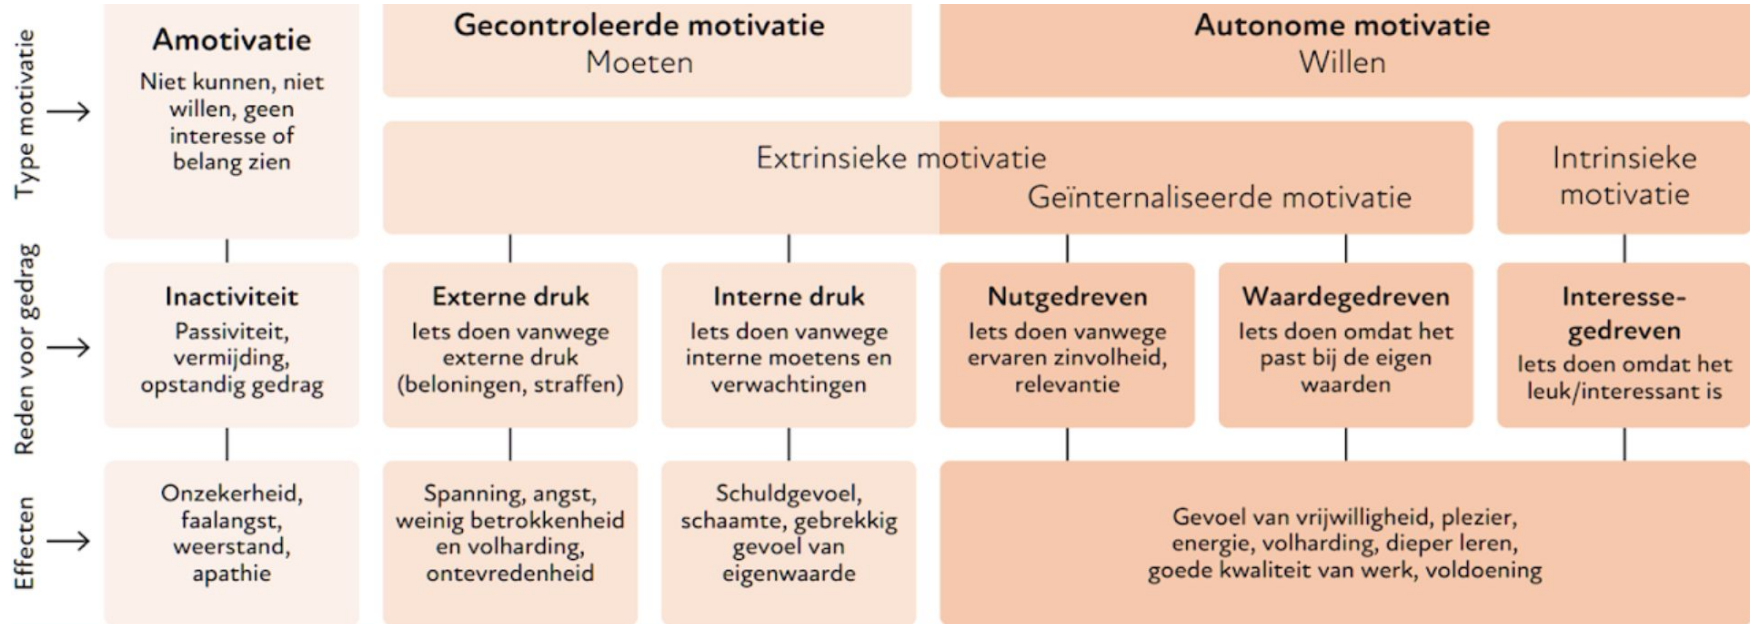 Type motivatie
Amotivatie
Niet kunnen, niet
willen, geen
interesse of
belang zien
Gecontroleerde motivatie
Moeten
Autonome motivatie
Willen
Extrinsieke motivatie
Geïnternaliseerde motivatie
Intrinsieke
motivatie
Reden voor gedrag
Inactiviteit
Passiviteit,
vermijding,
opstandig gedrag
Externe druk
Iets doen vanwege
externe druk
(beloningen, straffen)
Interne druk
Iets doen vanwege
interne moetens en
verwachtingen
Nutgedreven
Iets doen vanwege
ervaren zinvolheid,
relevantie
Waardegedreven
Iets doen omdat het
past bij de eigen
waarden
Interesse-
gedreven
Iets doen omdat het
leuk/interessant is
Effecten
Onzekerheid,
faalangst,
weerstand,
apathie
Spanning, angst,
weinig betrokkenheid
en volharding,
ontevredenheid
Schuldgevoel,
schaamte, gebrekkig
gevoel van
eigenwaarde
Gevoel van vrijwilligheid, plezier,
energie, volharding, dieper leren,
goede kwaliteit van werk, voldoening